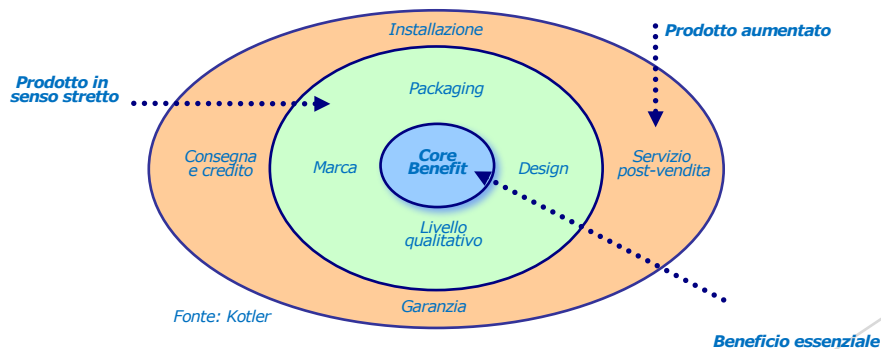 Installazione
Prodotto aumentato
Prodotto in
senso stretto
Packaging
Consegna
e credito
Marca
Core
Benefit
Design
Servizio
post-vendita
Livello
qualitativo
Garanzia
Fonte: Kotler
Beneficio essenziale